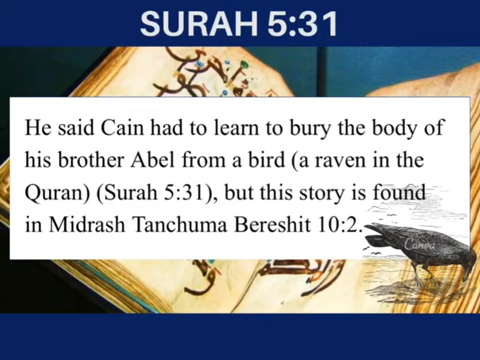 SURAH 5:31
He said Cain had to learn to bury the body of
his brother Abel from a bird (a raven in the
Quran) (Surah 5:31), but this story is found
in Midrash Tanchuma Bereshit 10:2.
Canva